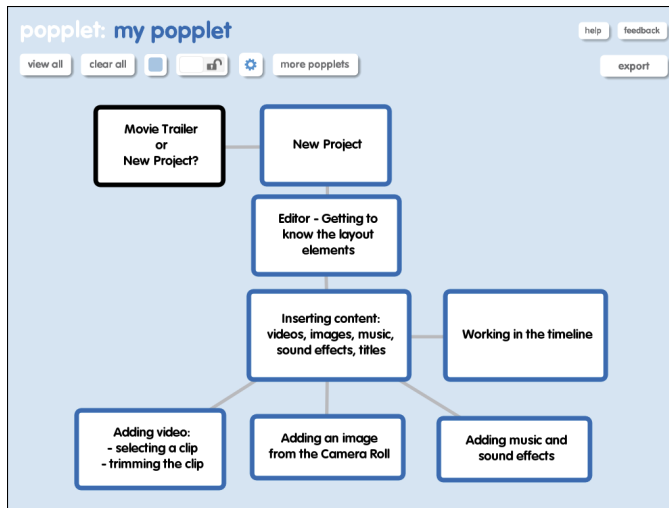 popplet: my popplet
help feedback
view all clear all more popplets export
Movie Trailer
or
New Project?
New Project
Editor - Getting to
know the layout
elements
Inserting content:
videos, images, music,
sound effects, titles
Working in the timeline
Adding video:
- selecting a clip
- trimming the clip
Adding an image
from the Camera Roll
Adding music and
sound effects